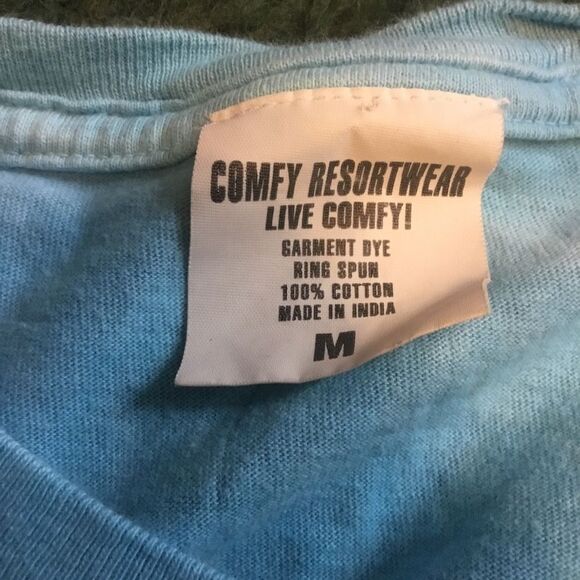 COMFY RESORTWEAR
LIVE COMFY!
GARMENT DYE
RING SPUN
100% COTTON
MADE IN INDIA
M